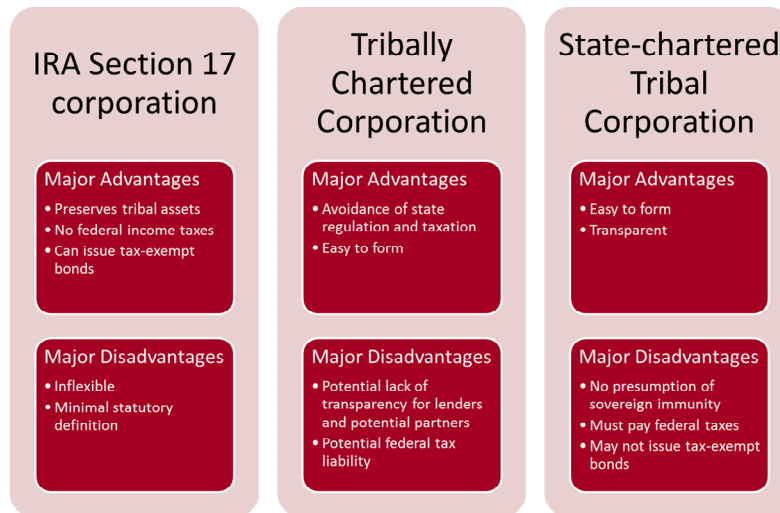 IRA Section 17
corporation
Major Advantages
• Preserves tribal assets
• No federal income taxes
• Can issue tax-exempt
bonds
Major Disadvantages
• Inflexible
• Minimal statutory
definition
Tribally
Chartered
Corporation
Major Advantages
• Avoidance of state
regulation and taxation
• Easy to form
Major Disadvantages
• Potential lack of
transparency for lenders
and potential partners
• Potential federal tax
liability
State-chartered
Tribal
Corporation
Major Advantages
• Easy to form
• Transparent
Major Disadvantages
• No presumption of
sovereign immunity
• Must pay federal taxes
• May not issue tax-exempt
bonds